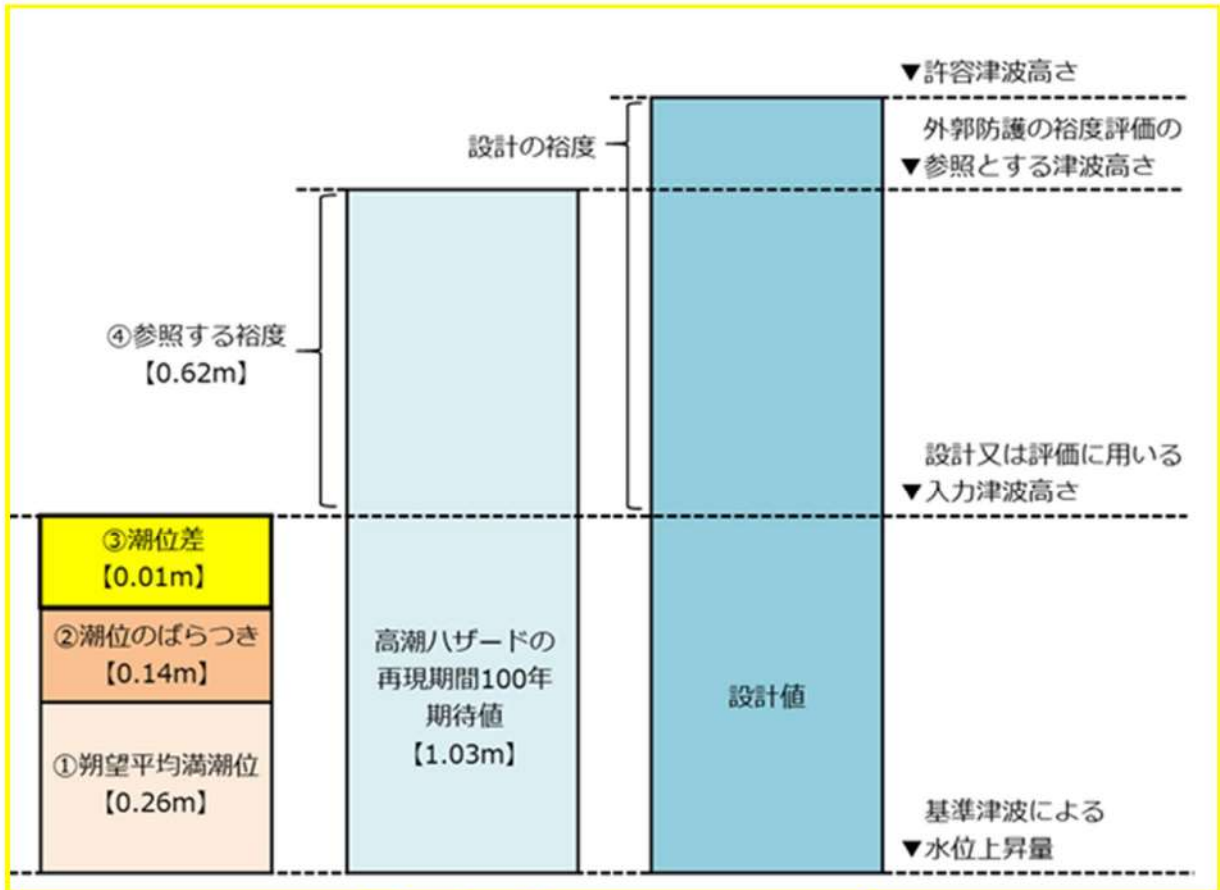 ▼許容津波高さ
外郭防護の裕度評価の
▼参照とする津波高さ
設計の裕度
④参照する裕度
【0.62m】
設計又は評価に用いる
▼入力津波高さ
③潮位差
【0.01m】
②潮位のばらつき
【0.14m】
①朔望平均満潮位
【0.26m】
高潮ハザードの
再現期間100年
期待値
【1.03m】
設計値
基準津波による
▼水位上昇量